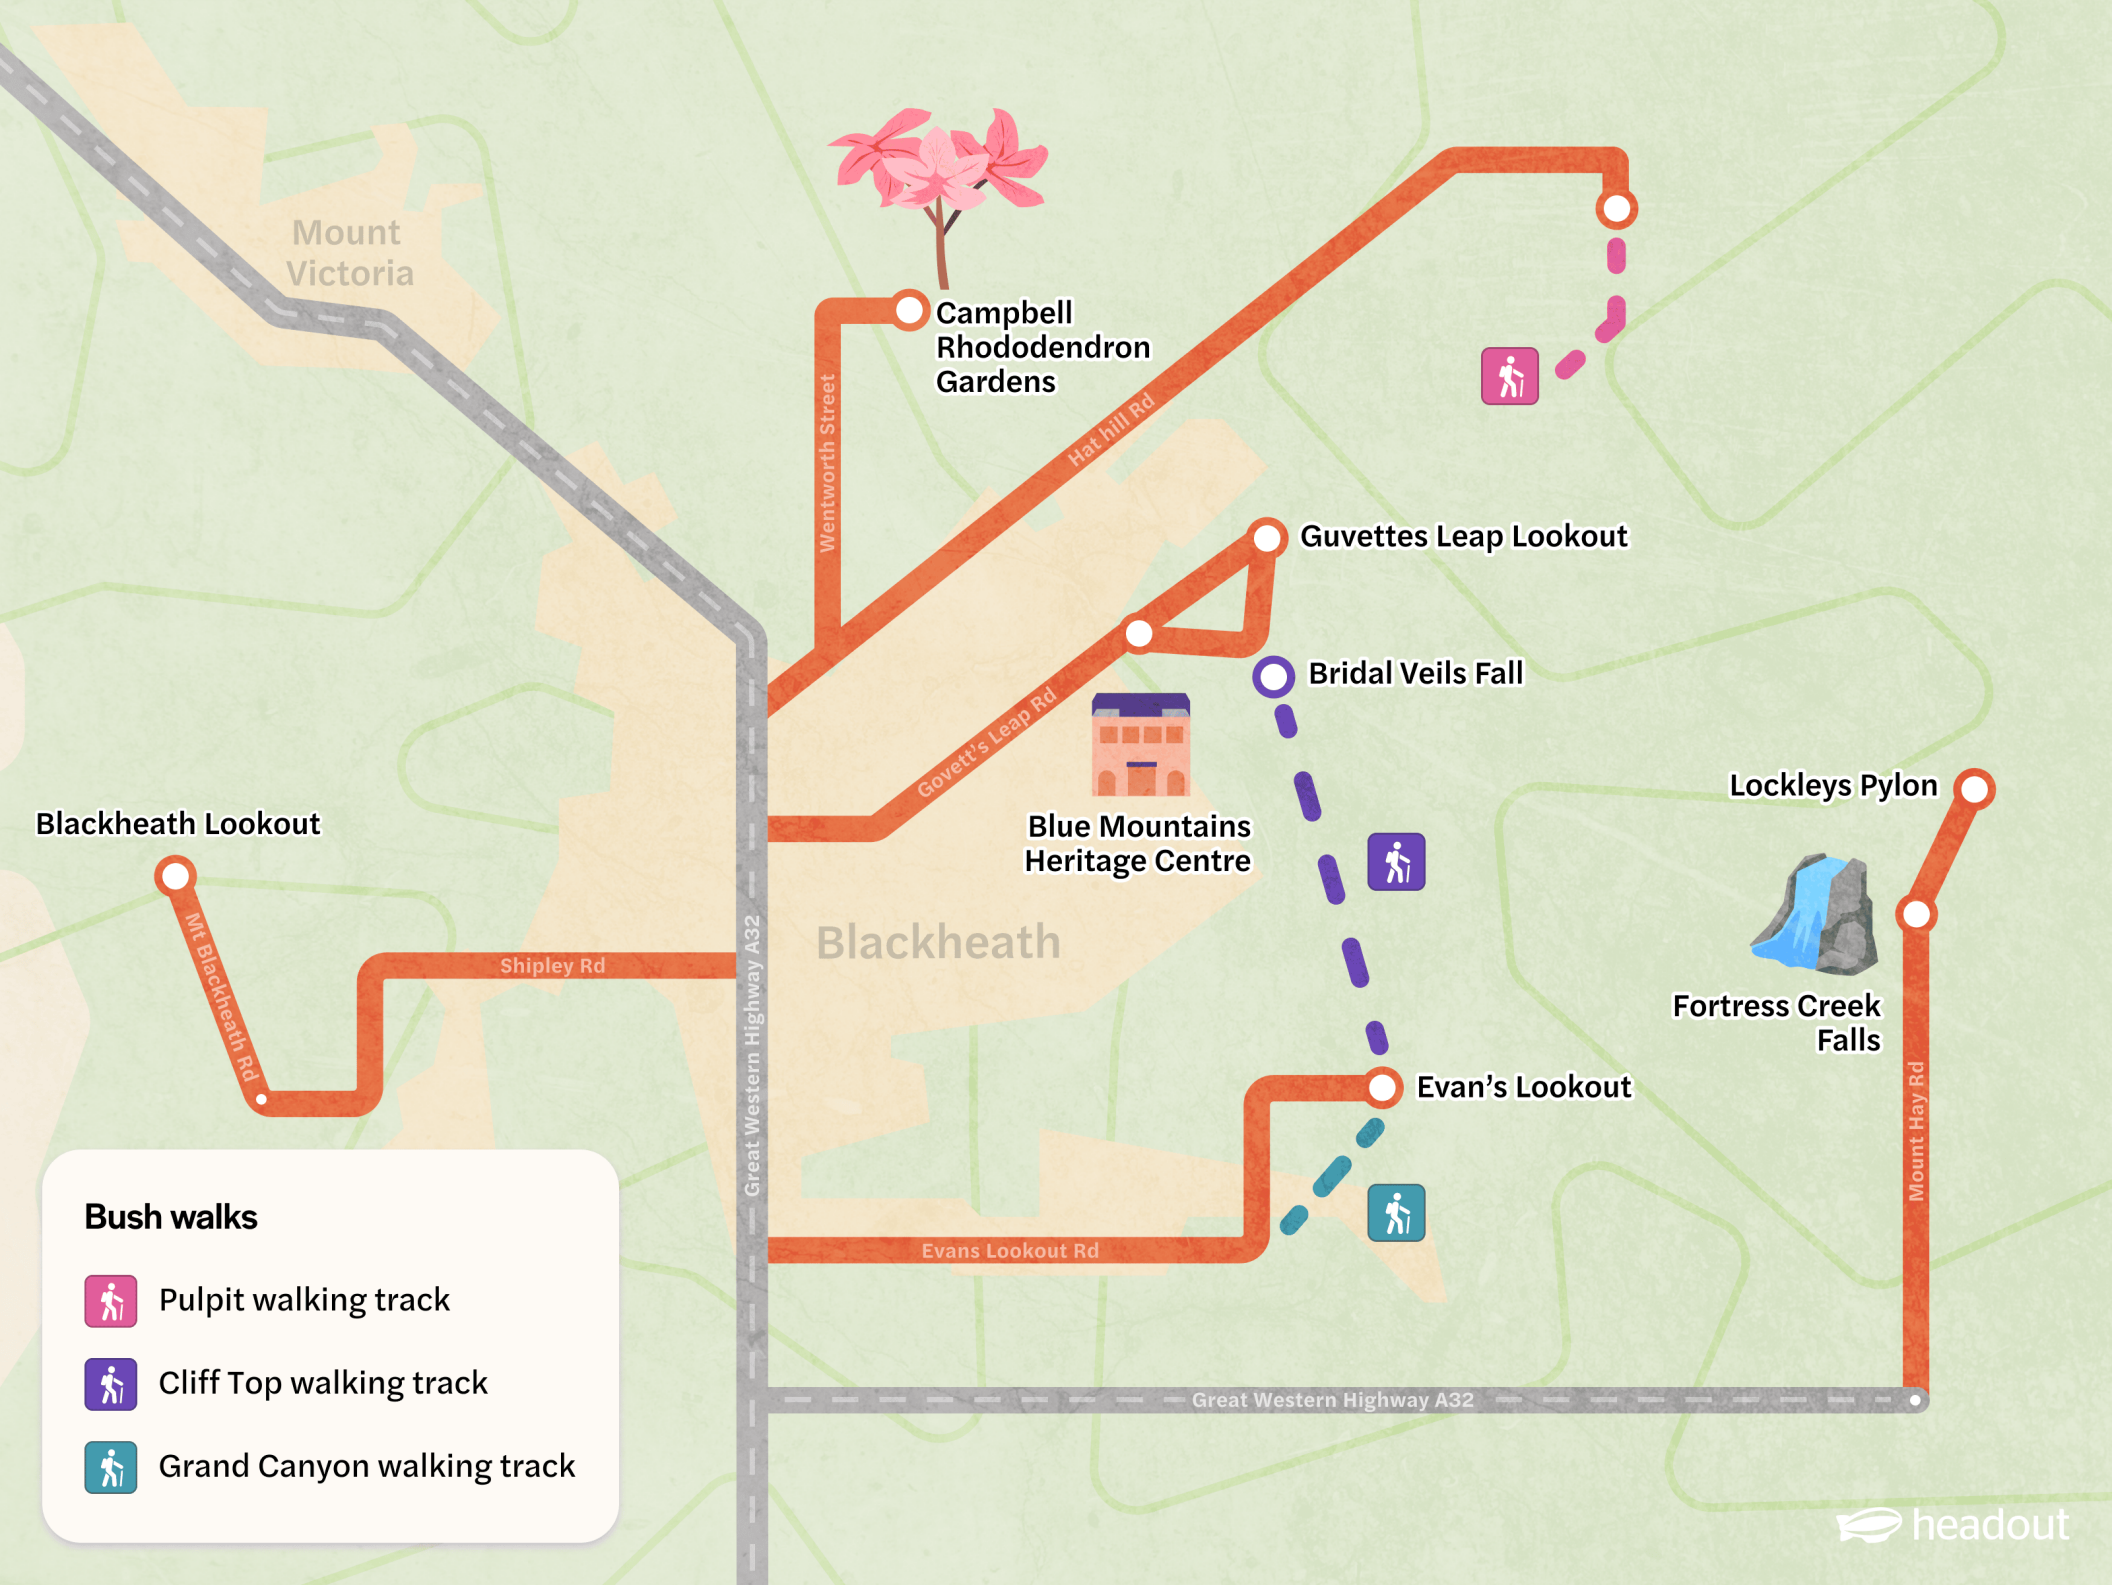 Mount
Victoria
Campbell
Rhododendron
Gardens
Wentworth Street
Hat hill Rd
Guvettes Leap Lookout
Bridal Veils Fall
Govett's Leap Rd
Lockleys Pylon
Blackheath Lookout
Blue Mountains
Heritage Centre
Mt Blackheath Rd
Shipley Rd
Great Western Highway A32
Blackheath
Fortress Creek
Falls
Evan's Lookout
Mount Hay Rd
Evans Lookout Rd
Bush walks
Pulpit walking track
Cliff Top walking track
Grand Canyon walking track
Great Western Highway A32
headout